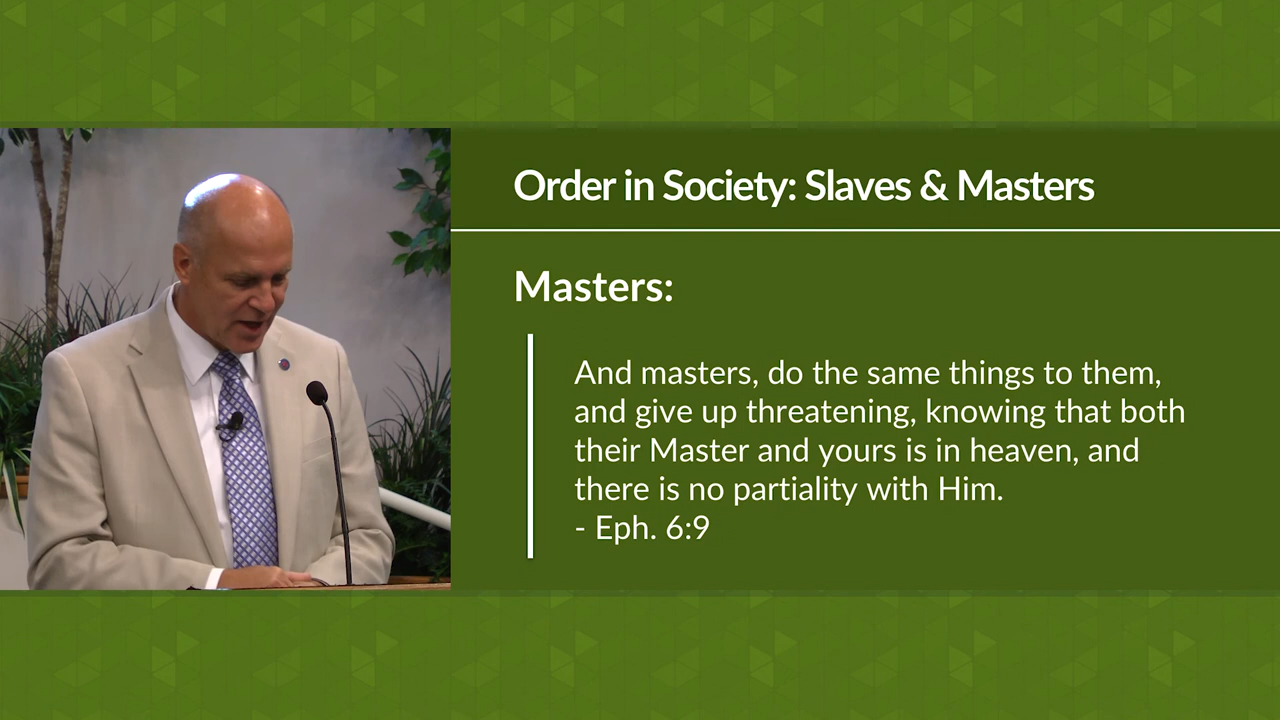 Order in Society: Slaves & Masters
Masters:
And masters, do the same things to them,
and give up threatening, knowing that both
their Master and yours is in heaven, and
there is no partiality with Him.
- Eph. 6:9